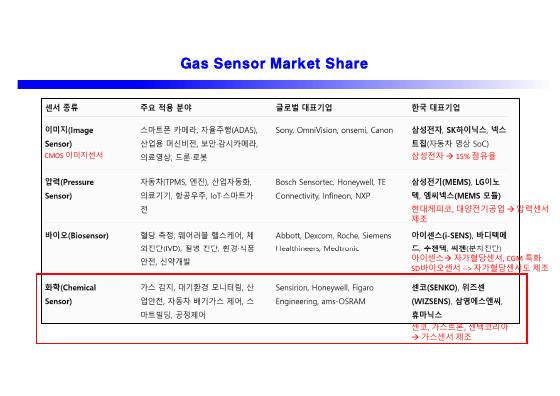 Gas Sensor Market Share
센서 종류 주요 적용 분야 글로벌 대표기업 한국 대표기업
이미지(Image
Sensor)
CMOS 이미지센서
스마트폰 카메라, 자율주행(ADAS),
산업용 머신비전, 보안·감시카메라,
의료영상, 드론·로봇
Sony, OmniVision, onsemi, Canon
삼성전자, SK하이닉스, 넥스
트칩(자동차 영상 SoC)
삼성전자 → 15% 점유율
압력(Pressure
Sensor)
자동차(TPMS, 엔진), 산업자동화,
의료기기, 항공우주, IoT·스마트가
전
Bosch Sensortec, Honeywell, TE
Connectivity, Infineon, NXP
삼성전기(MEMS), LG이노
텍, 엠씨넥스(MEMS 모듈)
현대케피코, 대양전기공업 → 압력센서
제조
바이오(Biosensor)
혈당 측정, 웨어러블 헬스케어, 체
외진단(IVD), 질병 진단, 환경·식품
안전, 신약개발
Abbott, Dexcom, Roche, Siemens
Healthineers, Medtronic
아이센스(i-SENS), 바디텍메
드, 수젠텍, 씨젠(분자진단)
아이센스→ 자가혈당센서, CGM 특화
SD바이오센서 --> 자가혈당센서도 제조
화학(Chemical
Sensor)
가스 감지, 대기환경 모니터링, 산
업안전, 자동차 배기가스 제어, 스
마트빌딩, 공정제어
Sensirion, Honeywell, Figaro
Engineering, ams-OSRAM
센코(SENKO), 위즈센
(WIZSENS), 삼영에스앤씨,
휴마닉스
센코, 가스트론, 센텍코리아
→ 가스센서 제조